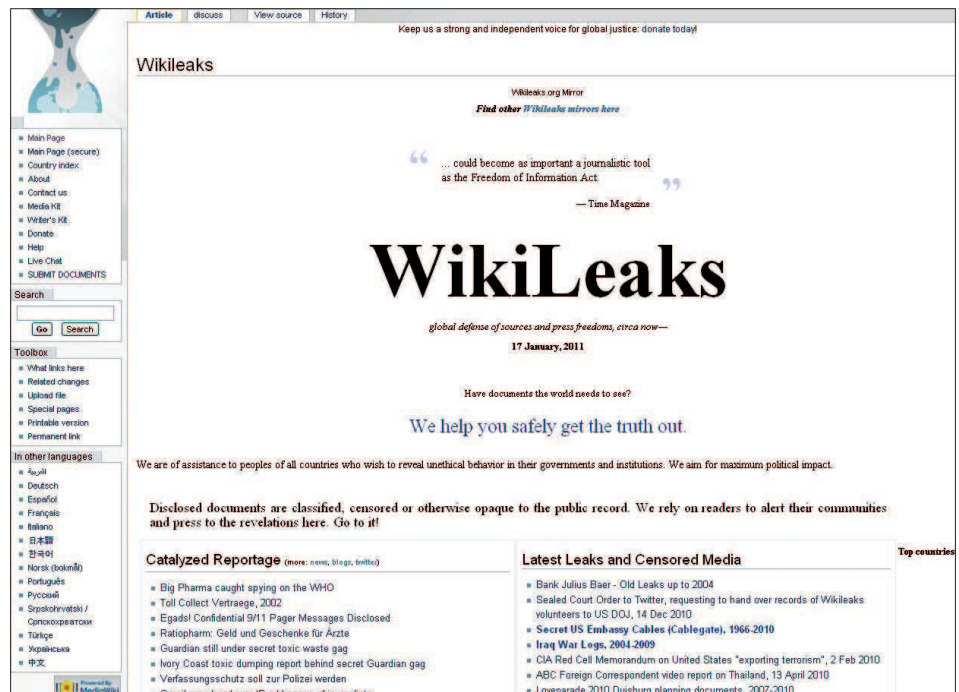 Article
discuss
View source
History
Keep us a strong and independent voice for global justice: donate today!
Wikileaks
Wikileaks.org Mirror
Find other Wikileaks mirrors here
“ ... could become as important a journalistic tool
as the Freedom of Information Act. ”
— Time Magazine
WikiLeaks
global defense of sources and press freedoms, circa now—
17 January, 2011
Have documents the world needs to see?
We help you safely get the truth out.
We are of assistance to peoples of all countries who wish to reveal unethical behavior in their governments and institutions. We aim for maximum political impact.
Disclosed documents are classified, censored or otherwise opaque to the public record. We rely on readers to alert their communities
and press to the revelations here. Go to it!
Main Page
Main Page (secure)
Country index
About
Contact us
Media Kit
Writer's Kit
Donate
Help
Live Chat
SUBMIT DOCUMENTS
Search
Go Search
Toolbox
What links here
Related changes
Upload file
Special pages
Printable version
Permanent link
In other languages
العربية
Deutsch
Español
Français
Italiano
日本語
한국어
Norsk (bokmål)
Português
Русский
Srpskohrvatski /
Српскохрватски
Türkçe
Українська
中文
Powered By
MediaWiki
Catalyzed Reportage (more: news, blogs, twitter)
Big Pharma caught spying on the WHO
Toll Collect Vertraege, 2002
Egads! Confidential 9/11 Pager Messages Disclosed
Ratiopharm: Geld und Geschenke für Ärzte
Guardian still under secret toxic waste gag
Ivory Coast toxic dumping report behind secret Guardian gag
Verfassungsschutz soll zur Polizei werden
Latest Leaks and Censored Media
Bank Julius Baer - Old Leaks up to 2004
Sealed Court Order to Twitter, requesting to hand over records of Wikileaks
volunteers to US DOJ, 14 Dec 2010
Secret US Embassy Cables (Cablegate), 1966-2010
Iraq War Logs, 2004-2009
CIA Red Cell Memorandum on United States "exporting terrorism", 2 Feb 2010
ABC Foreign Correspondent video report on Thailand, 13 April 2010
Loveparade 2010 Duisburg planning documents, 2007-2010
Top countries